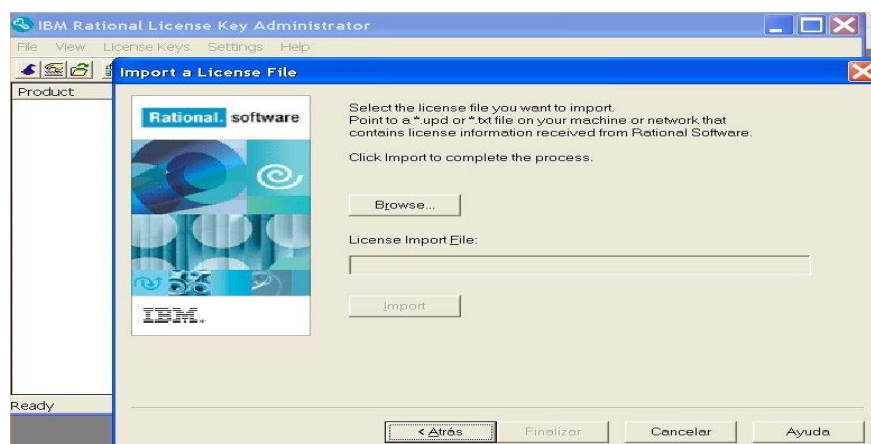 IBM Rational License Key Administrator
File View License Keys Settings Help
Import a License File
Product
Rational. software
Select the license file you want to import.
Point to a *.upd or *.txt file on your machine or network that
contains license information received from Rational Software.
Click Import to complete the process.
Browse...
License Import File:
Import
IBM.
Ready
< Atrás Finalizar Cancelar Ayuda